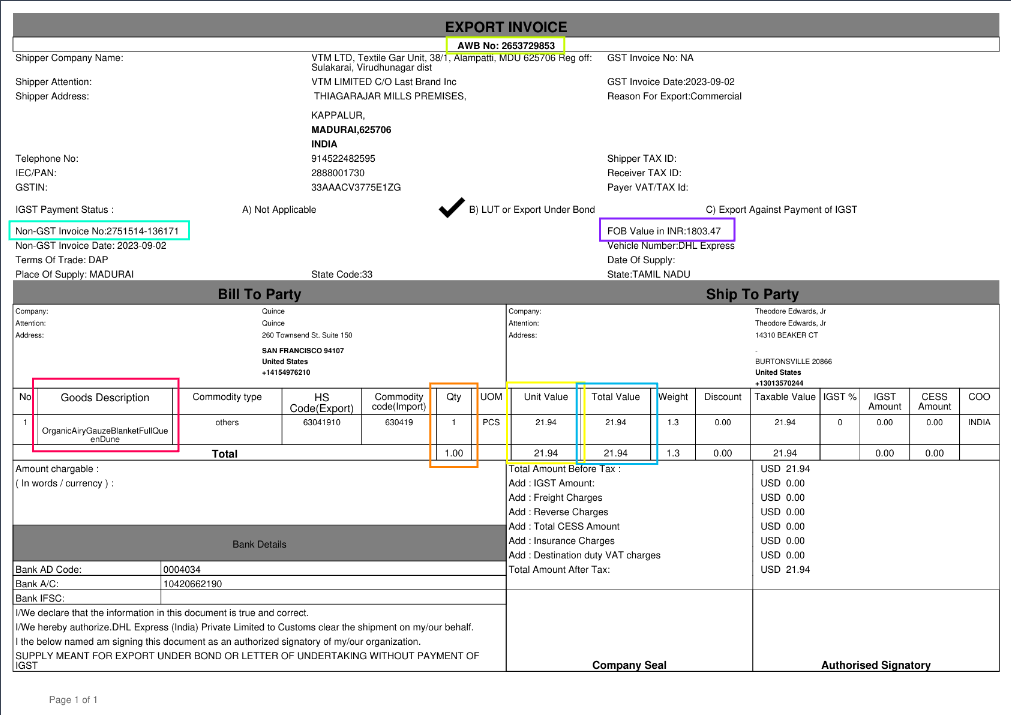 EXPORT INVOICE
AWB No: 2653729853
Shipper Company Name: VTM LTD, Textile Gar Unit, 38/1, Alampatti, MDU 625706 Reg off: GST Invoice No: NA
Sulakarai, Virudhunagar dist
Shipper Attention: VTM LIMITED C/O Last Brand Inc GST Invoice Date:2023-09-02
Shipper Address: THIAGARAJAR MILLS PREMISES, Reason For Export:Commercial
KAPPALUR,
MADURAI,625706
INDIA
Telephone No: 914522482595 Shipper TAX ID:
IEC/PAN: 2888001730 Receiver TAX ID:
GSTIN: 33AAACV3775E1ZG Payer VAT/TAX Id:
IGST Payment Status : A) Not Applicable B) LUT or Export Under Bond C) Export Against Payment of IGST
Non-GST Invoice No:2751514-136171 FOB Value in INR:1803.47
Non-GST Invoice Date: 2023-09-02 Vehicle Number:DHL Express
Terms Of Trade: DAP Date Of Supply:
Place Of Supply: MADURAI State Code:33 State:TAMIL NADU
Bill To Party Ship To Party
Company: Quince Company: Theodore Edwards, Jr
Attention: Quince Attention: Theodore Edwards, Jr
Address: 260 Townsend St. Suite 150 Address: 14310 BEAKER CT
SAN FRANCISCO 94107 .
United States BURTONSVILLE 20866
+14154976210 United States
+13013570244
No Goods Description Commodity type HS Code(Export) Commodity code(Import) Qty UOM Unit Value Total Value Weight Discount Taxable Value IGST % IGST Amount CESS Amount COO
1 OrganicAiryGauzeBlanketFullQue others 63041910 630419 1 PCS 21.94 21.94 1.3 0.00 21.94 0 0.00 0.00 INDIA
enDune
Total 1.00 21.94 21.94 1.3 0.00 21.94 0.00 0.00
Amount chargeable : Total Amount Before Tax : USD 21.94
( In words / currency ) : Add : IGST Amount: USD 0.00
Add : Freight Charges USD 0.00
Add : Reverse Charges USD 0.00
Add : Total CESS Amount USD 0.00
Bank Details Add : Insurance Charges USD 0.00
Add : Destination duty VAT charges USD 0.00
Bank AD Code: 0004034 Total Amount After Tax: USD 21.94
Bank A/C: 10420662190
Bank IFSC:
I/We declare that the information in this document is true and correct.
I/We hereby authorize.DHL Express (India) Private Limited to Customs clear the shipment on my/our behalf.
I the below named am signing this document as an authorized signatory of my/our organization.
SUPPLY MEANT FOR EXPORT UNDER BOND OR LETTER OF UNDERTAKING WITHOUT PAYMENT OF
IGST Company Seal Authorised Signatory
Page 1 of 1